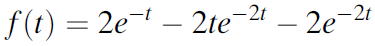 f(t) = 2e^{-t} − 2te^{-2t} − 2e^{-2t}